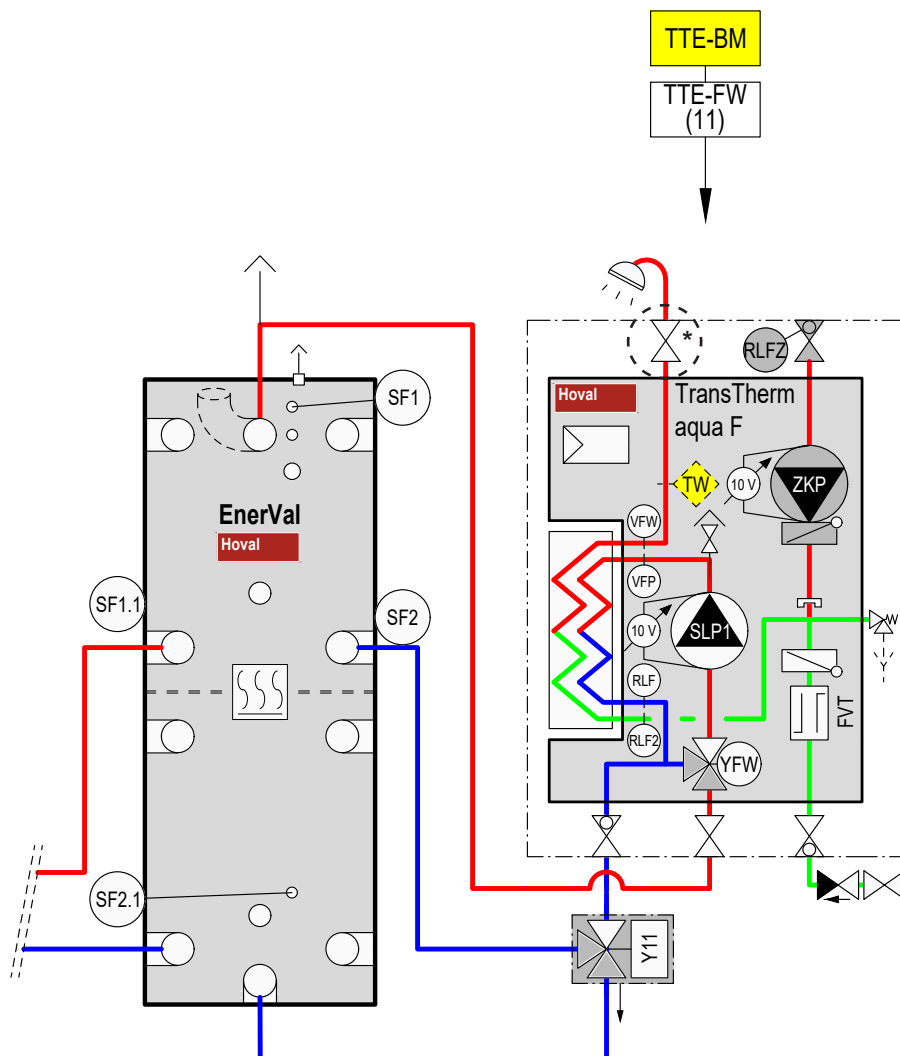 TTE-BM
TTE-FW
(11)
*
RLFZ
SF1
Hoval
TransTherm
aqua F
TW
10 V
ZKP
EnerVal
Hoval
VFW
VFP
SF1.1
SF2
10 V
SLP1
RLF
RLF2
FVT
YFW
SF2.1
Y11